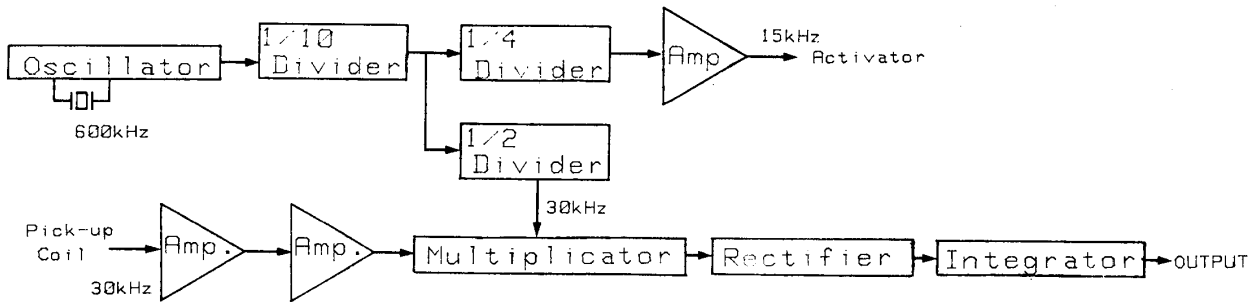 Oscillator
600kHz
1/10
Divider
1/4
Divider
Amp
15kHz
Activator
1/2
Divider
30kHz
Pick-up
Coil
30kHz
Amp.
Amp.
Multiplicator
Rectifier
Integrator
OUTPUT